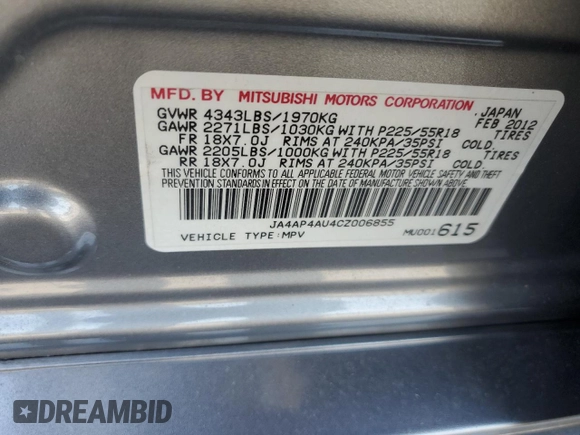 MFD. BY MITSUBISHI MOTORS CORPORATION .JAPAN
GVWR 4343LBS/1970KG FEB 2012
GAWR 2271LBS/1030KG WITH P225/55R18 TIRES
FR 18X7.0J RIMS AT 240KPA/35PSI COLD.
GAWR 2205LBS/1000KG WITH P225/55R18 TIRES
RR 18X7.0J RIMS AT 240KPA/35PSI COLD.
THIS VEHICLE CONFORMS TO ALL APPLICABLE FEDERAL MOTOR VEHICLE SAFETY AND THEFT
PREVENTION STANDARDS IN EFFECT ON THE DATE OF MANUFACTURE SHOWN ABOVE.
JA4AP4AU4CZ006855
VEHICLE TYPE:MPV MU001615
DREAMBID